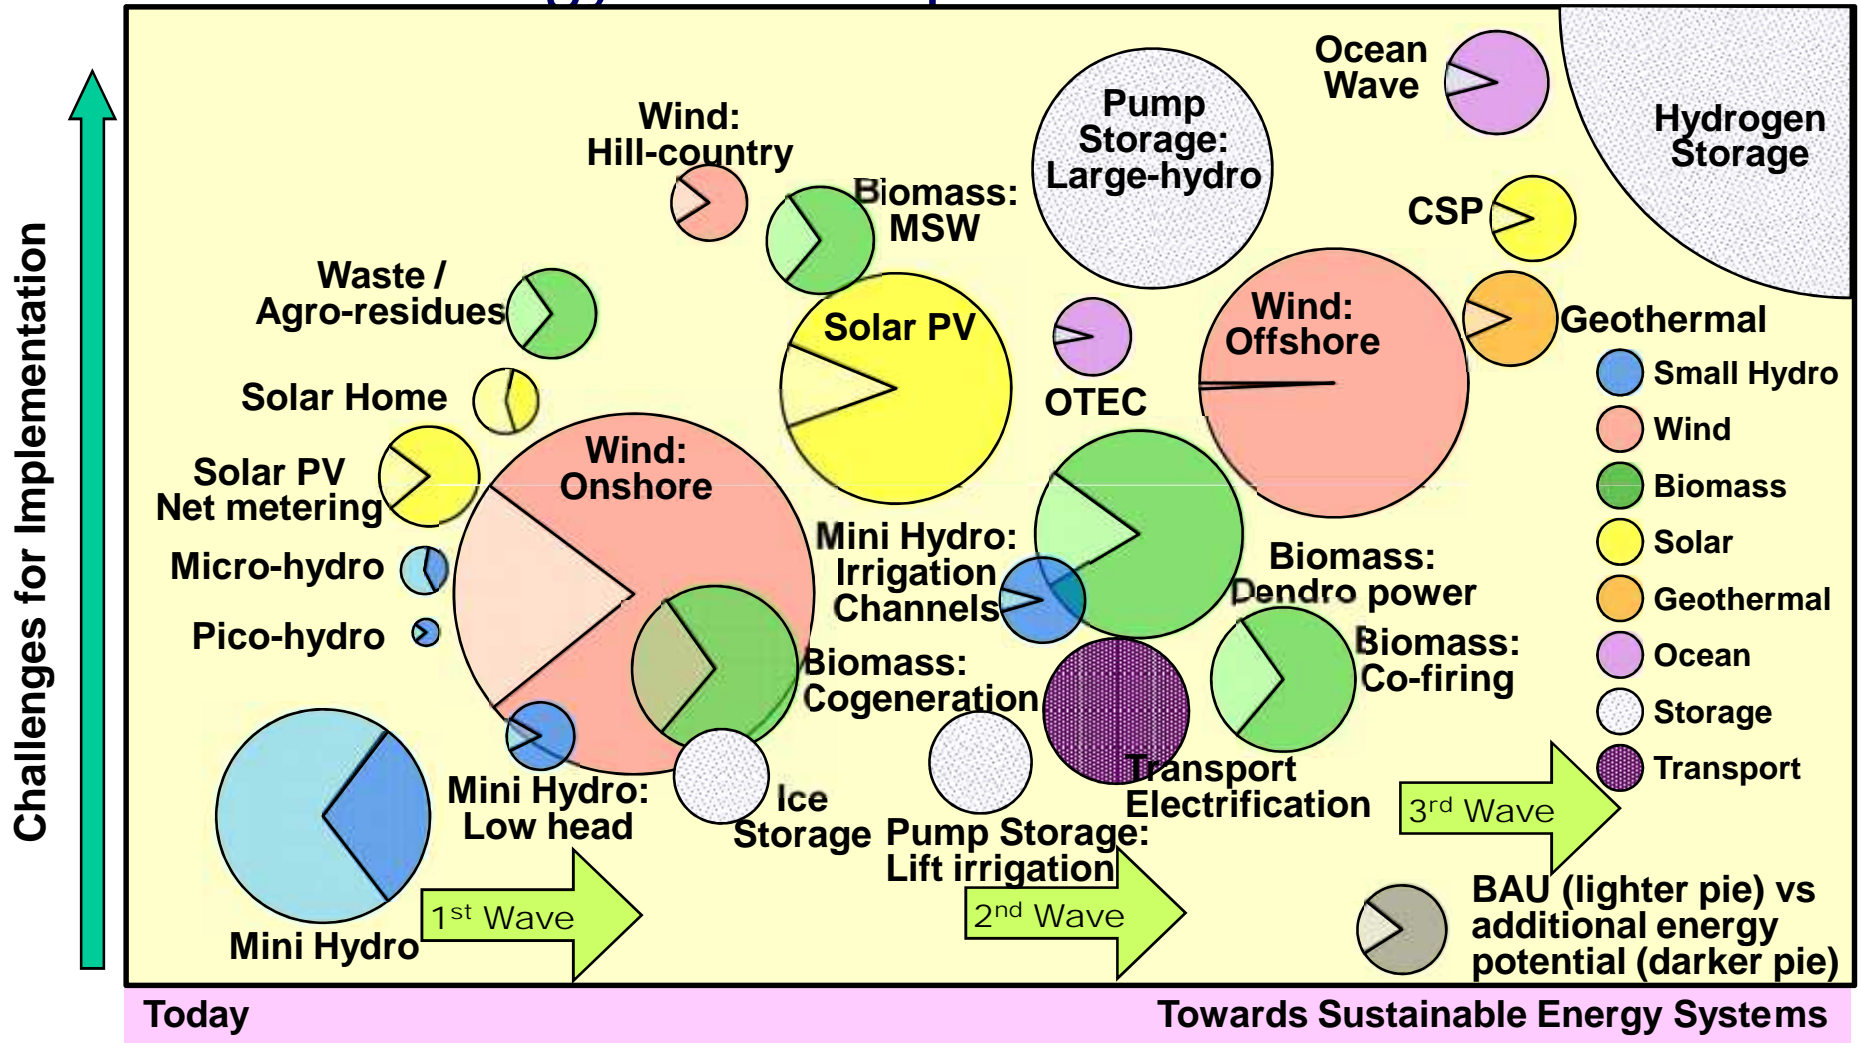 Ocean
Wave
Pump
Storage:
Large-hydro
Hydrogen
Storage
Wind:
Hill-country
Biomass:
MSW
CSP
Waste /
Agro-residues
Solar PV
Wind:
Offshore
Geothermal
Solar Home
OTEC
Small Hydro
Wind
Biomass
Solar
Geothermal
Ocean
Storage
Transport
Solar PV
Net metering
Wind:
Onshore
Micro-hydro
Mini Hydro:
Irrigation
Channels
Biomass:
Dendro power
Pico-hydro
Biomass:
Cogeneration
Biomass:
Co-firing
Mini Hydro:
Low head
Ice
Storage
Transport
Electrification
Pump Storage:
Lift irrigation
Mini Hydro
1st Wave
2nd Wave
3rd Wave
BAU (lighter pie) vs
additional energy
potential (darker pie)
Challenges for Implementation
Today
Towards Sustainable Energy Systems